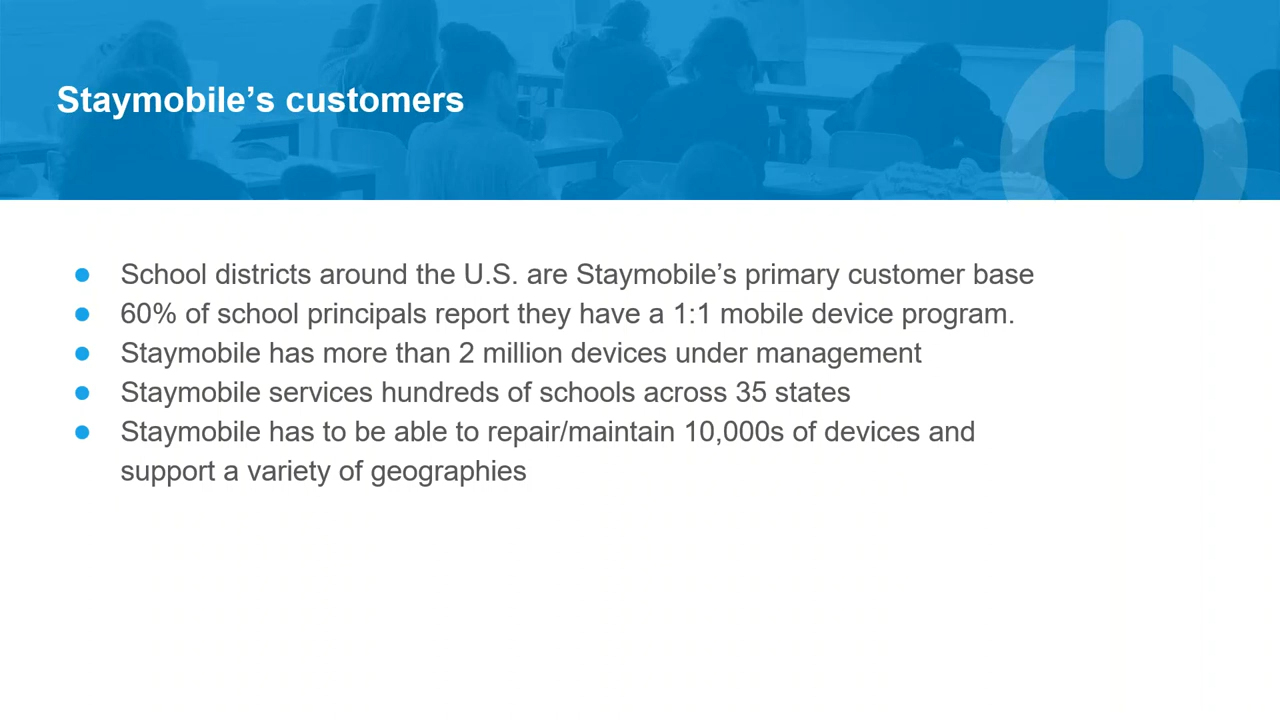 Staymobile’s customers
● School districts around the U.S. are Staymobile’s primary customer base
● 60% of school principals report they have a 1:1 mobile device program.
● Staymobile has more than 2 million devices under management
● Staymobile services hundreds of schools across 35 states
● Staymobile has to be able to repair/maintain 10,000s of devices and
support a variety of geographies